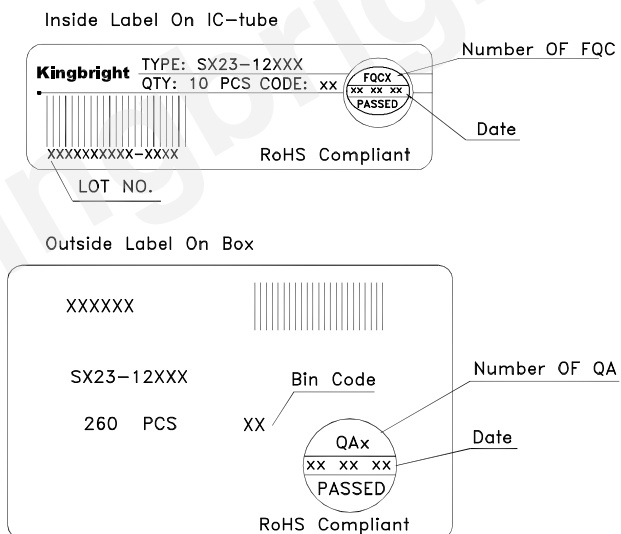 Inside Label On IC-tube
Number OF FQC
Kingbright
TYPE: SX23-12XXX
QTY: 10 PCS CODE: xx
FQCX
xx xx xx
PASSED
Date
XXXXXXXXXX-XXXX
RoHS Compliant
LOT NO.
Outside Label On Box
XXXXXX
SX23-12XXX
Bin Code
Number OF QA
260 PCS
XX
QAx
xx xx xx
PASSED
Date
RoHS Compliant